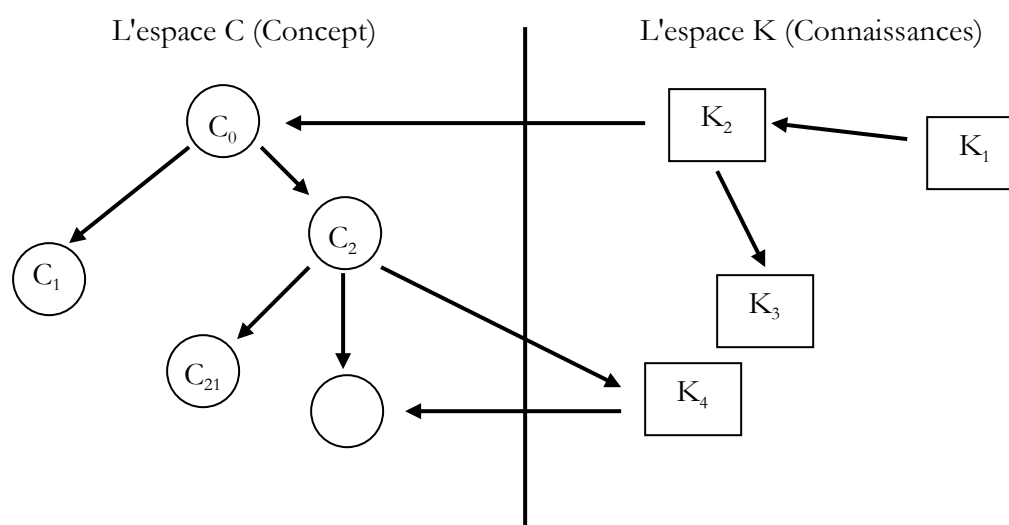 L'espace C (Concept)
L'espace K (Connaissances)
C₀
K₂
K₁
C₂
C₁
K₃
C₂₁
K₄